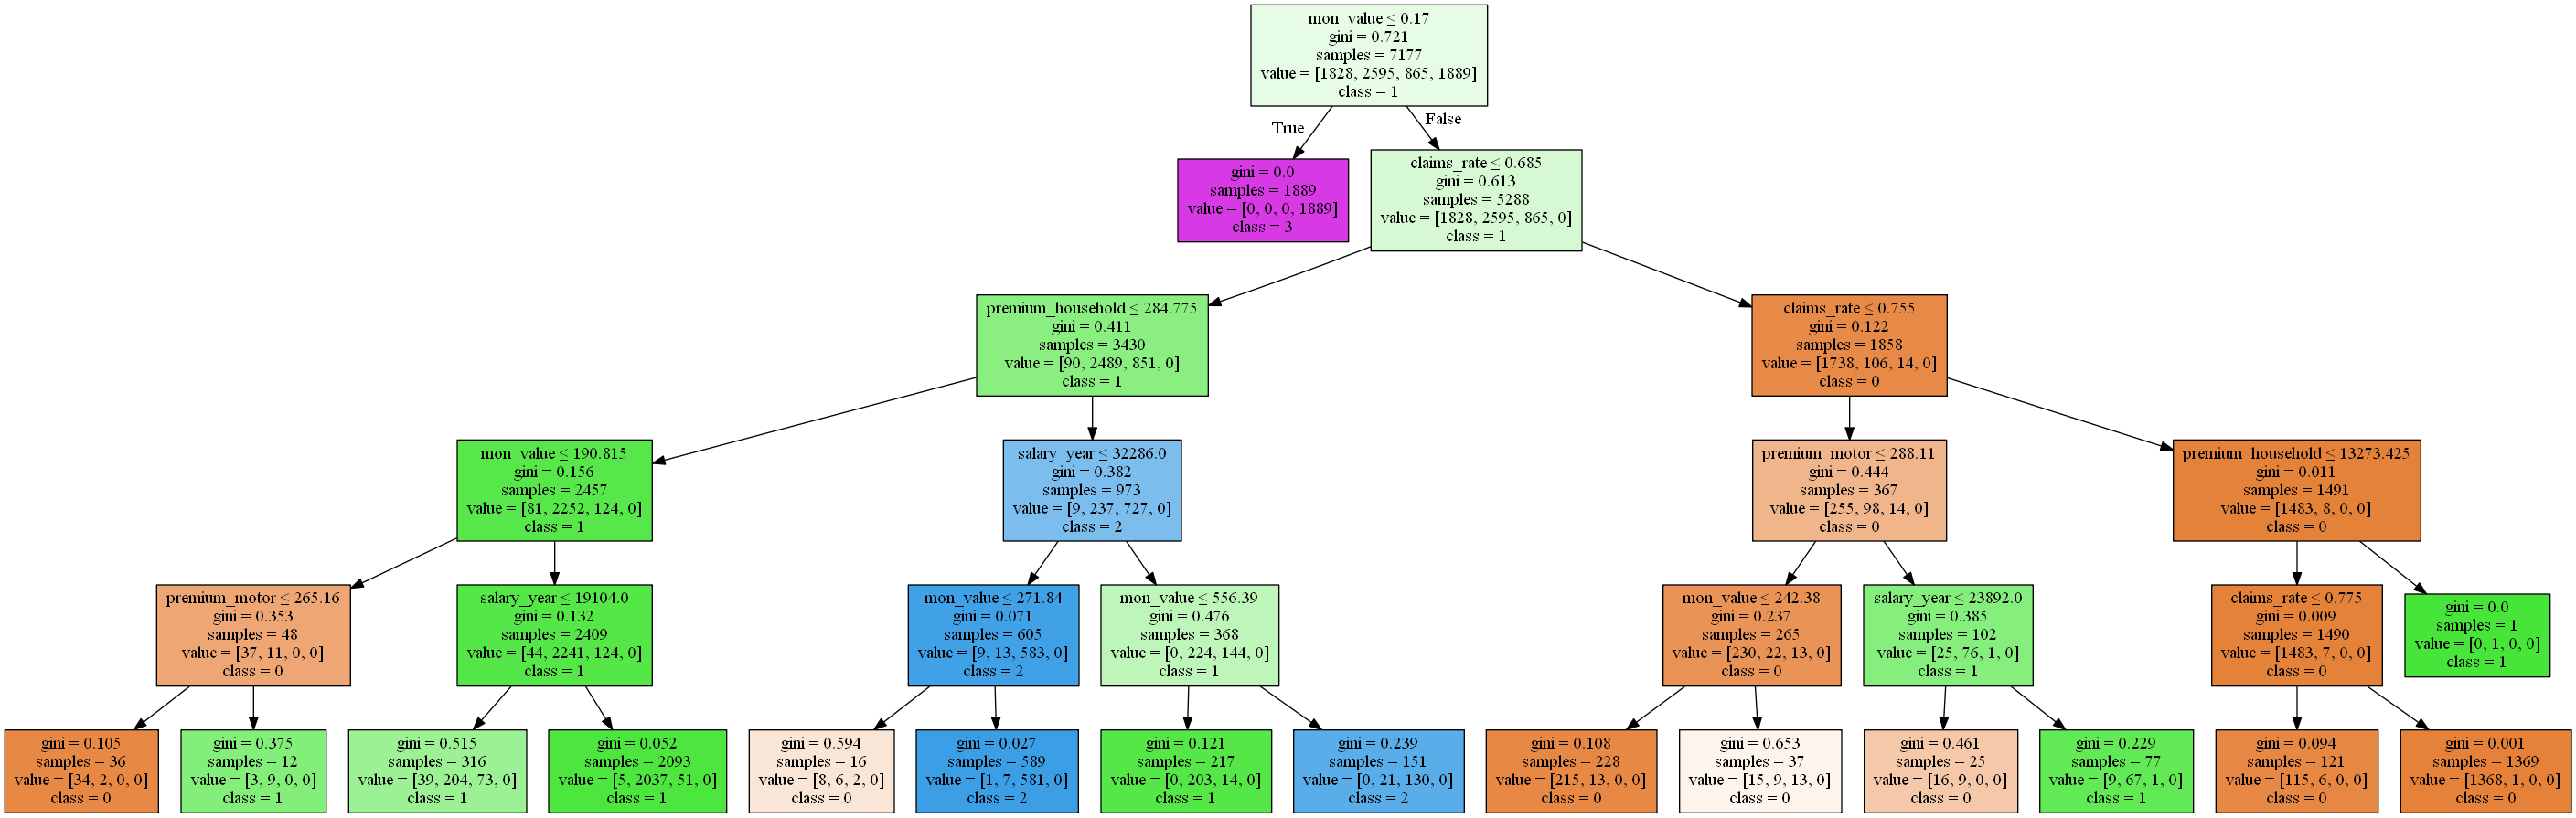 mon_value ≤ 0.17
gini = 0.721
samples = 7177
value = [1828, 2595, 865, 1889]
class = 1
True
False
gini = 0.0
samples = 1889
value = [0, 0, 0, 1889]
class = 3
claims_rate ≤ 0.685
gini = 0.613
samples = 5288
value = [1828, 2595, 865, 0]
class = 1
premium_household ≤ 284.775
gini = 0.411
samples = 3430
value = [90, 2489, 851, 0]
class = 1
claims_rate ≤ 0.755
gini = 0.122
samples = 1858
value = [1738, 106, 14, 0]
class = 0
mon_value ≤ 190.815
gini = 0.156
samples = 2457
value = [81, 2252, 124, 0]
class = 1
salary_year ≤ 32286.0
gini = 0.382
samples = 973
value = [9, 237, 727, 0]
class = 2
premium_motor ≤ 288.11
gini = 0.444
samples = 367
value = [255, 98, 14, 0]
class = 0
premium_household ≤ 13273.425
gini = 0.011
samples = 1491
value = [1483, 8, 0, 0]
class = 0
premium_motor ≤ 265.16
gini = 0.353
samples = 48
value = [37, 11, 0, 0]
class = 0
salary_year ≤ 19104.0
gini = 0.132
samples = 2409
value = [44, 2241, 124, 0]
class = 1
mon_value ≤ 271.84
gini = 0.071
samples = 605
value = [9, 13, 583, 0]
class = 2
mon_value ≤ 556.39
gini = 0.476
samples = 368
value = [0, 224, 144, 0]
class = 1
mon_value ≤ 242.38
gini = 0.237
samples = 265
value = [230, 22, 13, 0]
class = 0
salary_year ≤ 23892.0
gini = 0.385
samples = 102
value = [25, 76, 1, 0]
class = 1
claims_rate ≤ 0.775
gini = 0.009
samples = 1490
value = [1483, 7, 0, 0]
class = 0
gini = 0.0
samples = 1
value = [0, 1, 0, 0]
class = 1
gini = 0.105
samples = 36
value = [34, 2, 0, 0]
class = 0
gini = 0.375
samples = 12
value = [3, 9, 0, 0]
class = 1
gini = 0.515
samples = 316
value = [39, 204, 73, 0]
class = 1
gini = 0.052
samples = 2093
value = [5, 2037, 51, 0]
class = 1
gini = 0.594
samples = 16
value = [8, 6, 2, 0]
class = 0
gini = 0.027
samples = 589
value = [1, 7, 581, 0]
class = 2
gini = 0.121
samples = 217
value = [0, 203, 14, 0]
class = 1
gini = 0.239
samples = 151
value = [0, 21, 130, 0]
class = 2
gini = 0.108
samples = 228
value = [215, 13, 0, 0]
class = 0
gini = 0.653
samples = 37
value = [15, 9, 13, 0]
class = 0
gini = 0.461
samples = 25
value = [16, 9, 0, 0]
class = 0
gini = 0.229
samples = 77
value = [9, 67, 1, 0]
class = 1
gini = 0.094
samples = 121
value = [115, 6, 0, 0]
class = 0
gini = 0.001
samples = 1369
value = [1368, 1, 0, 0]
class = 0